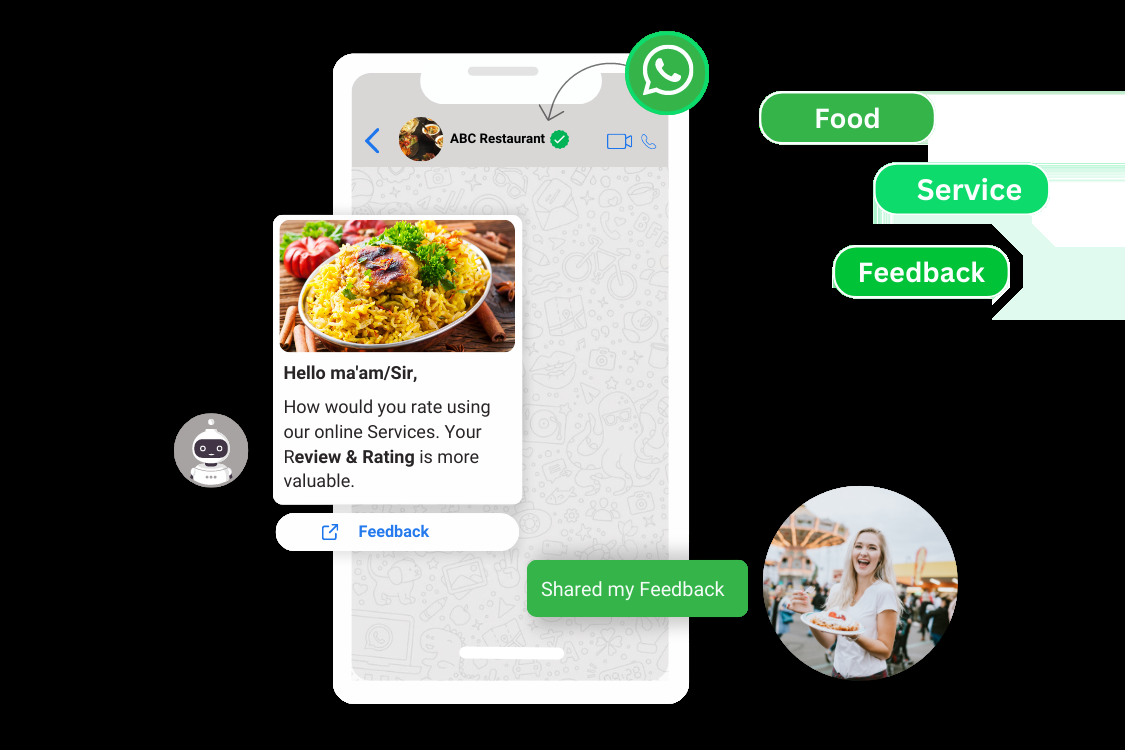 ABC Restaurant
Food
Service
Feedback
Hello ma'am/Sir,
How would you rate using
our online Services. Your
Review & Rating is more
valuable.
Feedback
Shared my Feedback